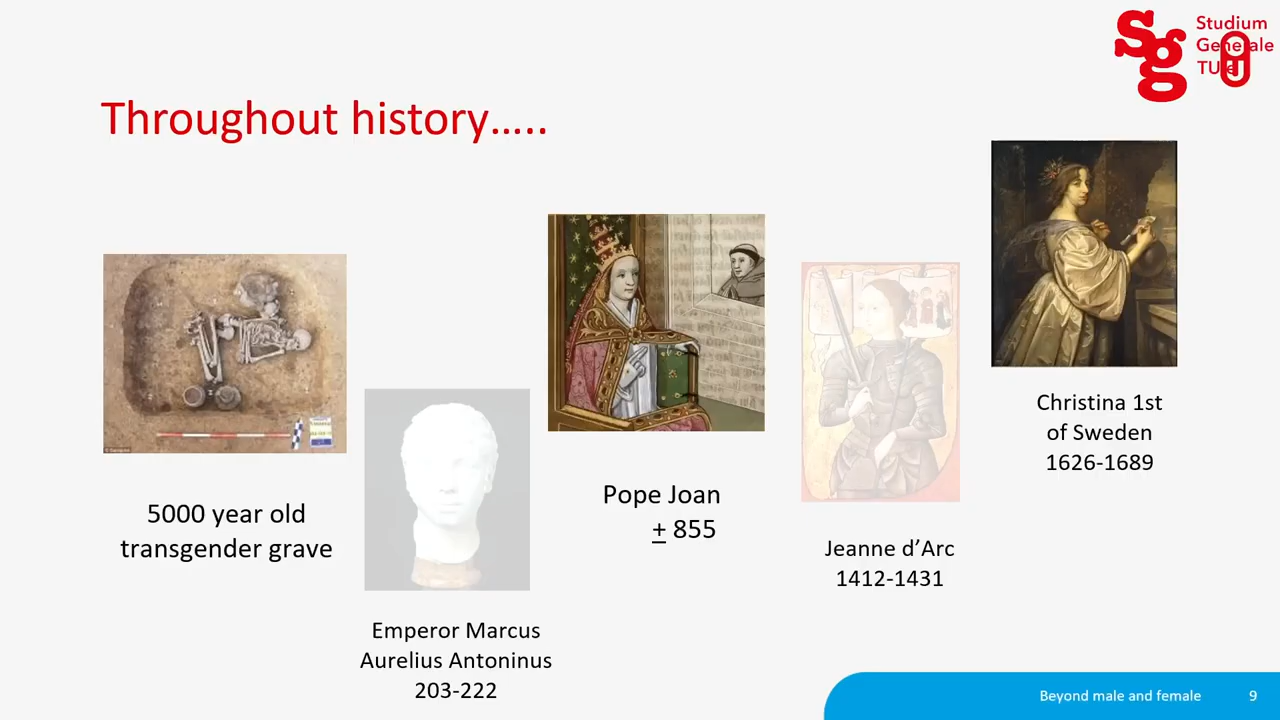 Studium
Generale
TU/e
Throughout history.....
5000 year old
transgender grave
Emperor Marcus
Aurelius Antoninus
203-222
Pope Joan
+ 855
Jeanne d’Arc
1412-1431
Christina 1st
of Sweden
1626-1689
Beyond male and female
9